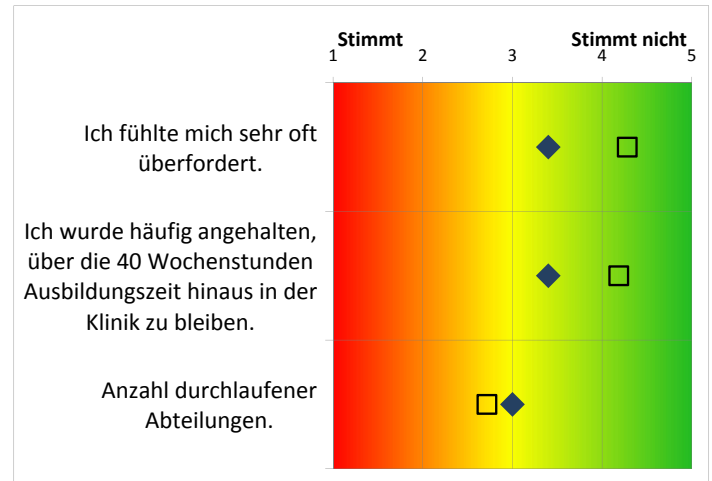 Stimmt Stimmt nicht
1 2 3 4 5
Ich fühlte mich sehr oft
überfordert.
Ich wurde häufig angehalten,
über die 40 Wochenstunden
Ausbildungszeit hinaus in der
Klinik zu bleiben.
Anzahl durchlaufener
Abteilungen.